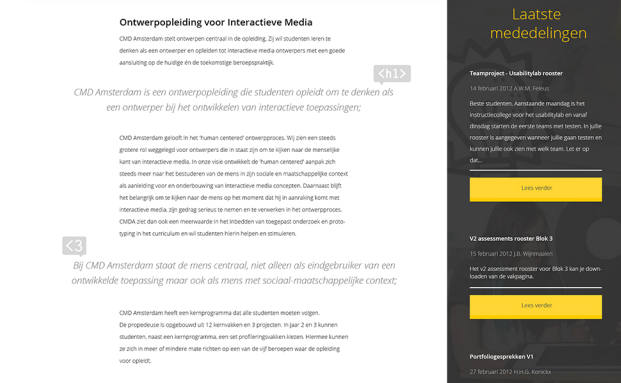 Ontwerpopleiding voor Interactieve Media
CMD Amsterdam stelt ontwerpen centraal in de opleiding. Zij wil studenten leren te
denken als een ontwerper en opleiden tot interactieve media ontwerpers met een goede
aansluiting op de huidige én de toekomstige beroepspraktijk.
<h1>
CMD Amsterdam is een ontwerpopleiding die studenten opleidt om te denken als
een ontwerper bij het ontwikkelen van interactieve toepassingen;
CMD Amsterdam gelooft in het 'human centered' ontwerpproces. Wij zien een steeds
grotere rol weggelegd voor ontwerpers die in staat zijn om te kijken naar de menselijke
kant van interactieve media. In onze visie ontwikkelt de 'human centered' aanpak zich
steeds meer naar het bestuderen van de mens in zijn sociale en maatschappelijke context
als aanleiding voor en onderbouwing van interactieve media concepten. Daarnaast blijft
het belangrijk om te kijken naar de mens op het moment dat hij in aanraking komt met
interactieve media, zijn gedrag serieus te nemen en te verwerken in het ontwerpproces.
CMDA ziet dan ook een meerwaarde in het inbedden van toegepast onderzoek en proto-
typing in het curriculum en wil studenten hierin helpen en stimuleren.
<3
Bij CMD Amsterdam staat de mens centraal, niet alleen als eindgebruiker van een
ontwikkelde toepassing maar ook als mens met sociaal-maatschappelijke context;
CMD Amsterdam heeft een kernprogramma dat alle studenten moeten volgen.
De propedeuse is opgebouwd uit 12 kernvakken en 3 projecten. In jaar 2 en 3 kunnen
studenten, naast een kernprogramma, een set profileringsvakken kiezen. Hiermee kunnen
ze zich in meer of mindere mate richten op een van de vijf beroepen waar de opleiding
voor opleidt.
Laatste
mededelingen
Teamproject - Usabilitylab rooster
14 februari 2012 A.W.M. Feleus
Beste studenten, Aanstaande maandag is het
instructiecollege voor het usabilitylab en vanaf
dinsdag starten de eerste teams met testen. In jullie
rooster is aangegeven wanneer jullie gaan testen en
kunnen jullie ook zien met welk team. Let er op
dat...
Lees verder
V2 assessments rooster Blok 3
15 februari 2012 J.B. Wijnmaalen
Het v2 assessment rooster voor Blok 3 kan je down-
loaden van de vakpagina.
Lees verder
Portfoliogesprekken V1
27 februari 2012 H.H.G. Konickx